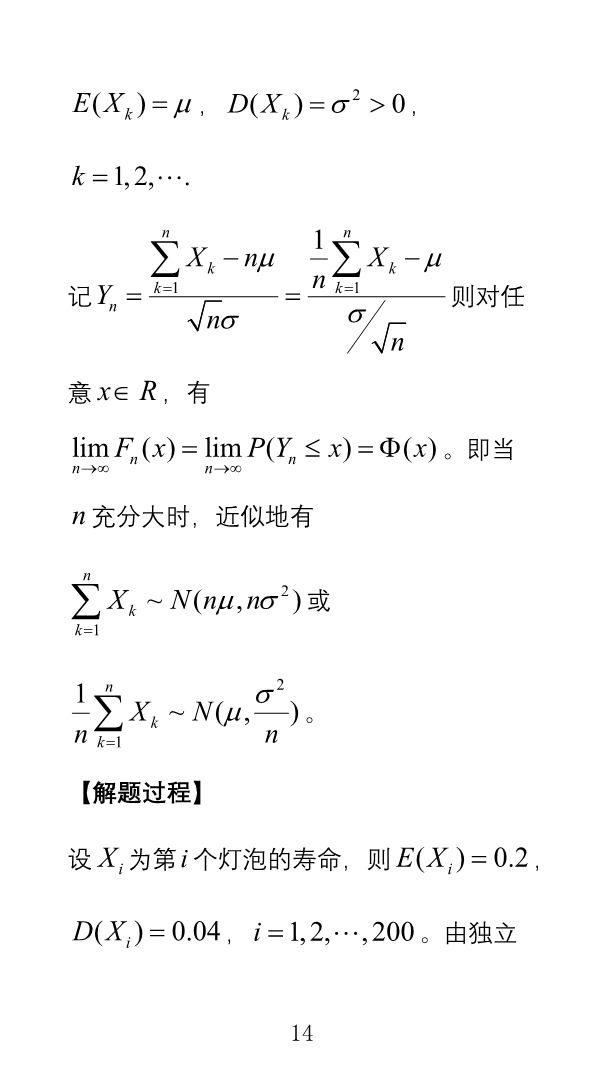 $E(X_k)=\mu$，$D(X_k)=\sigma^2>0$，
$k=1,2,\cdots.$
记 $Y_n=\dfrac{\sum_{k=1}^{n}X_k-n\mu}{\sqrt{n}\sigma}=\dfrac{\frac{1}{n}\sum_{k=1}^{n}X_k-\mu}{\sigma/\sqrt{n}}$ 则对任
意 $x\in R$，有
$\lim_{n\to\infty}F_n(x)=\lim_{n\to\infty}P(Y_n\le x)=\Phi(x)$。即当
$n$ 充分大时，近似地有
$\sum_{k=1}^{n}X_k\sim N(n\mu,n\sigma^2)$ 或
$\frac{1}{n}\sum_{k=1}^{n}X_k\sim N(\mu,\frac{\sigma^2}{n})$。
【解题过程】
设 $X_i$ 为第 $i$ 个灯泡的寿命，则 $E(X_i)=0.2$，
$D(X_i)=0.04$，$i=1,2,\cdots,200$。由独立
14